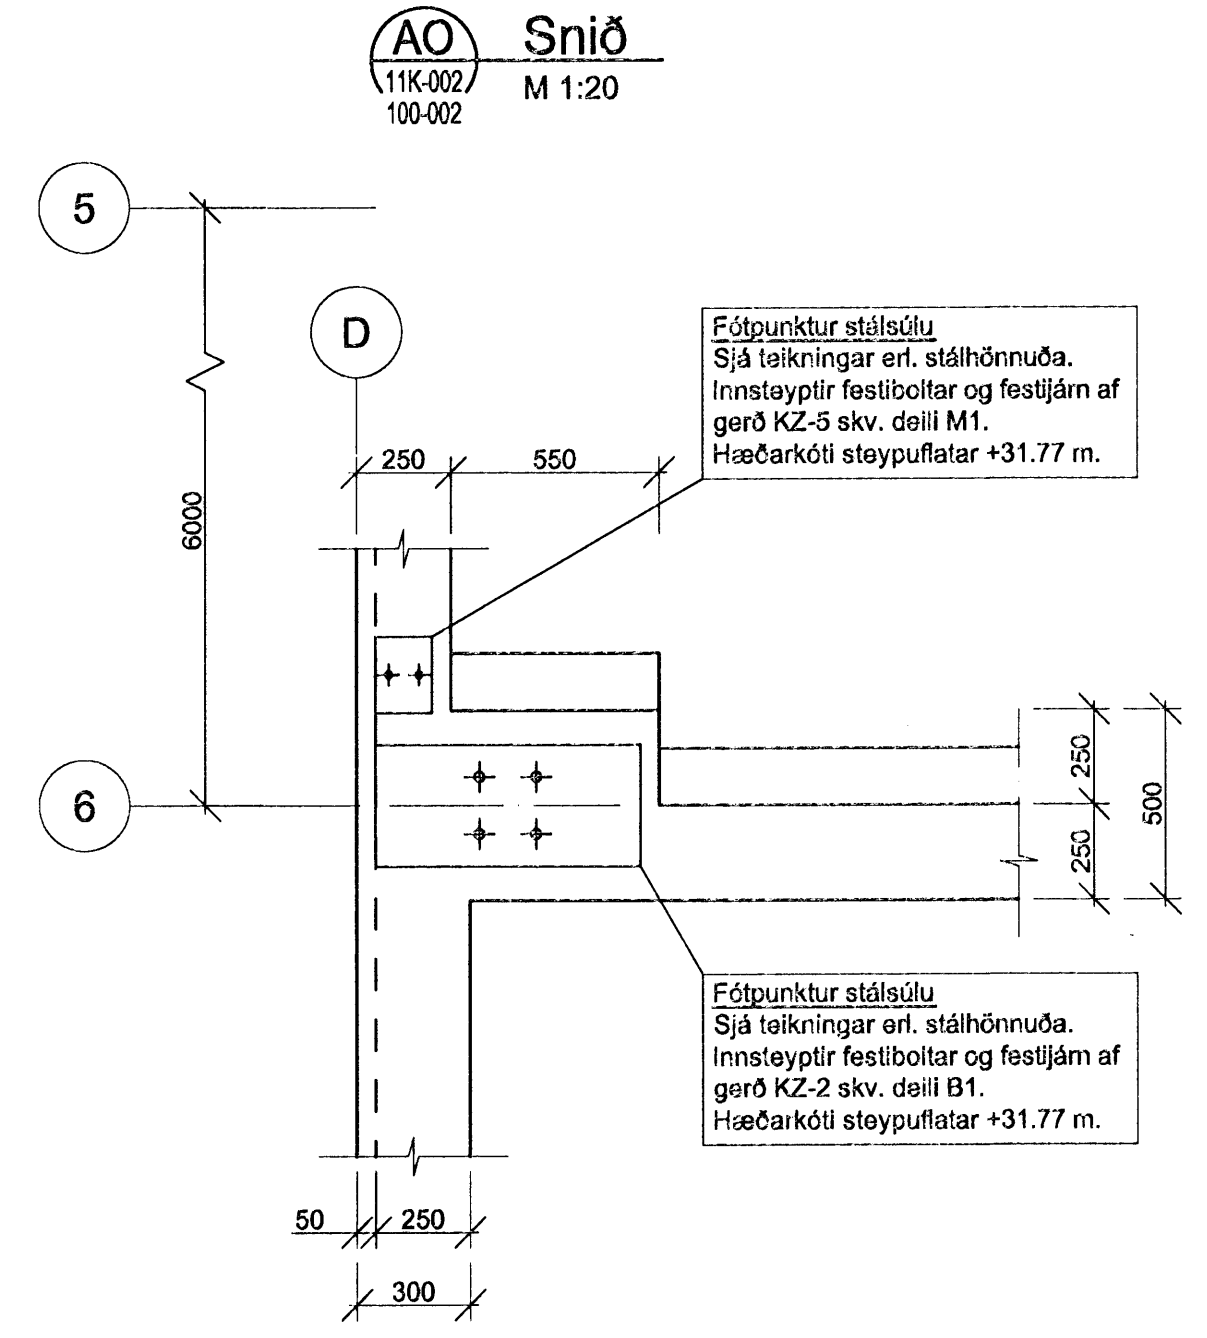 AO
Snið
11K-002
M 1:20
100-002
5
D
Fótpunktur stálsúlu
Sjá teikningar erl. stálhönnuða.
Innsteyptir festiboltar og festijárn af
gerð KZ-5 skv. deili M1.
Hæðarkóti steypuflatar +31.77 m.
250
550
6000
6
250
500
250
Fótpunktur stálsúlu
Sjá teikningar erl. stálhönnuða.
Innsteyptir festiboltar og festijárn af
gerð KZ-2 skv. deili B1.
Hæðarkóti steypuflatar +31.77 m.
50
250
300